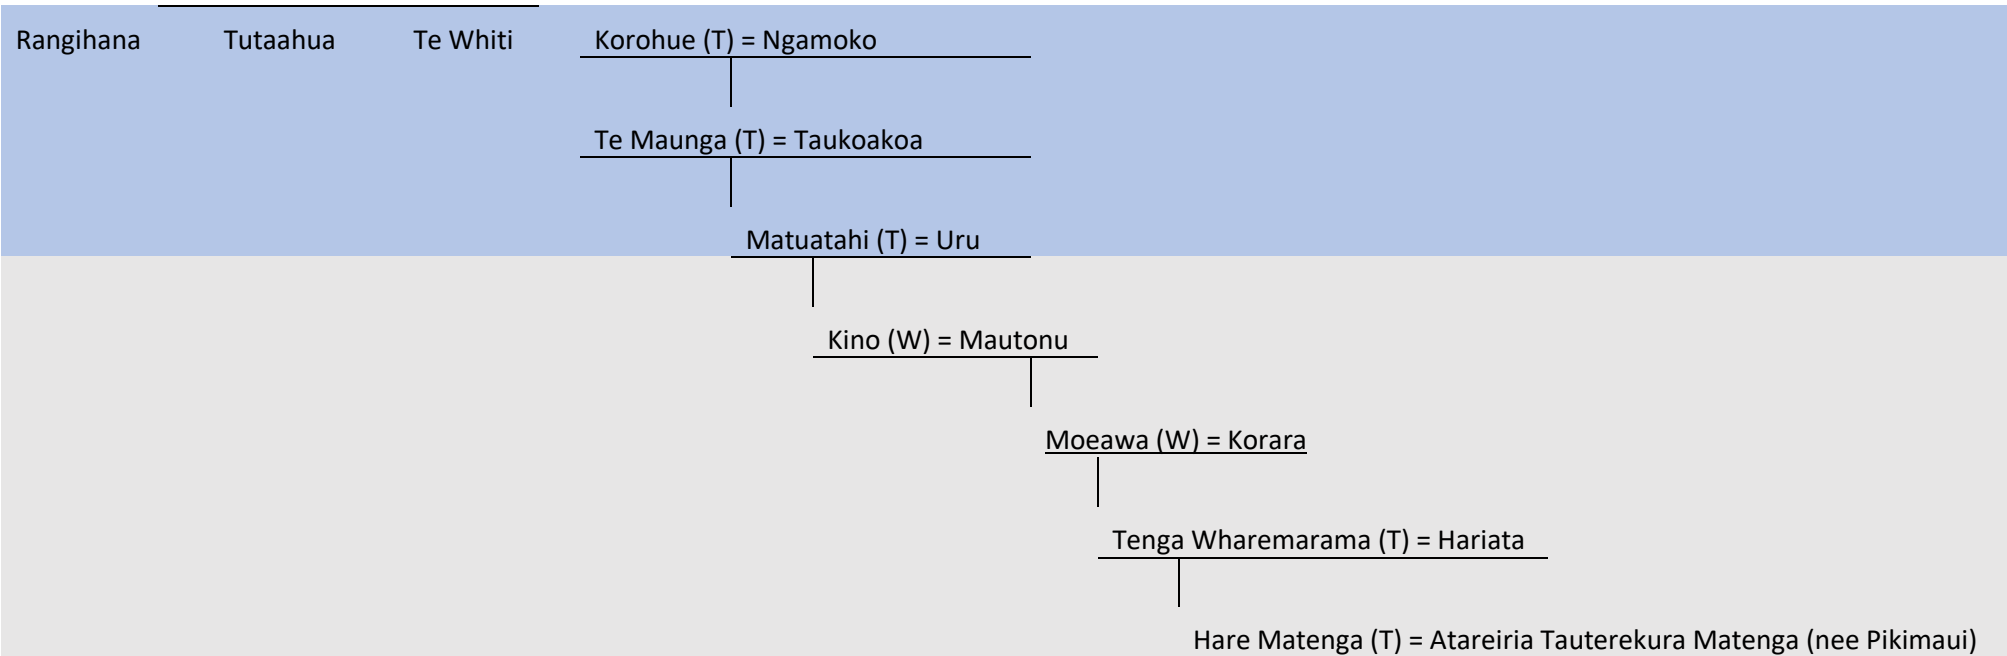 Rangihana Tutaahua Te Whiti Korohue (T) = Ngamoko
Te Maunga (T) = Taukoakoa
Matuatahi (T) = Uru
Kino (W) = Mautonu
Moeawa (W) = Korara
Tenga Wharemarama (T) = Hariata
Hare Matenga (T) = Atareiria Tauterekura Matenga (nee Pikimaui)